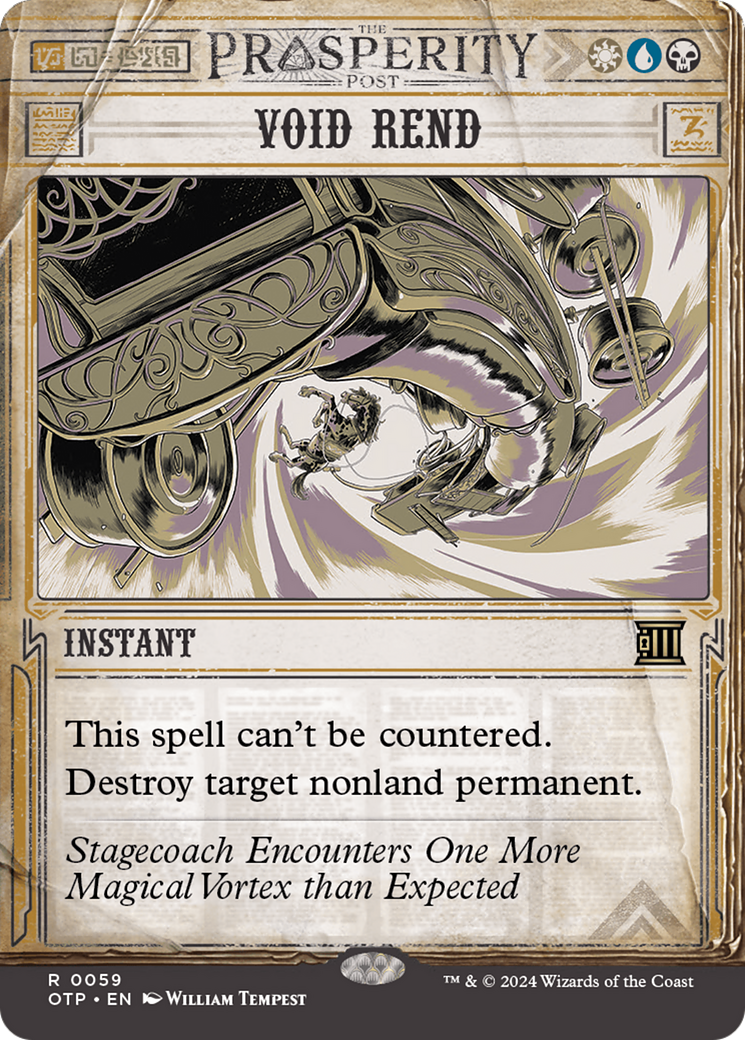 THE
PROSPERITY
POST
VOID REND
INSTANT
This spell can't be countered.
Destroy target nonland permanent.
Stagecoach Encounters One More
Magical Vortex than Expected
R 0059
OTP • EN WILLIAM TEMPEST
™ & © 2024 Wizards of the Coast